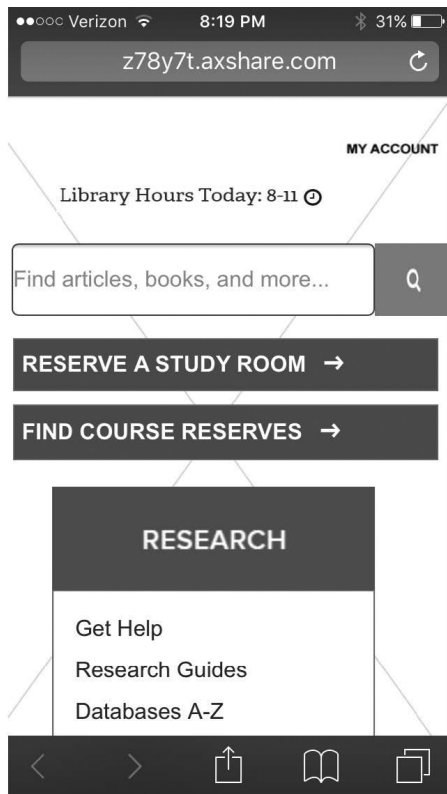 Verizon 8:19 PM 31%
z78y7t.axshare.com
MY ACCOUNT
Library Hours Today: 8-11
Find articles, books, and more...
RESERVE A STUDY ROOM →
FIND COURSE RESERVES →
RESEARCH
Get Help
Research Guides
Databases A-Z